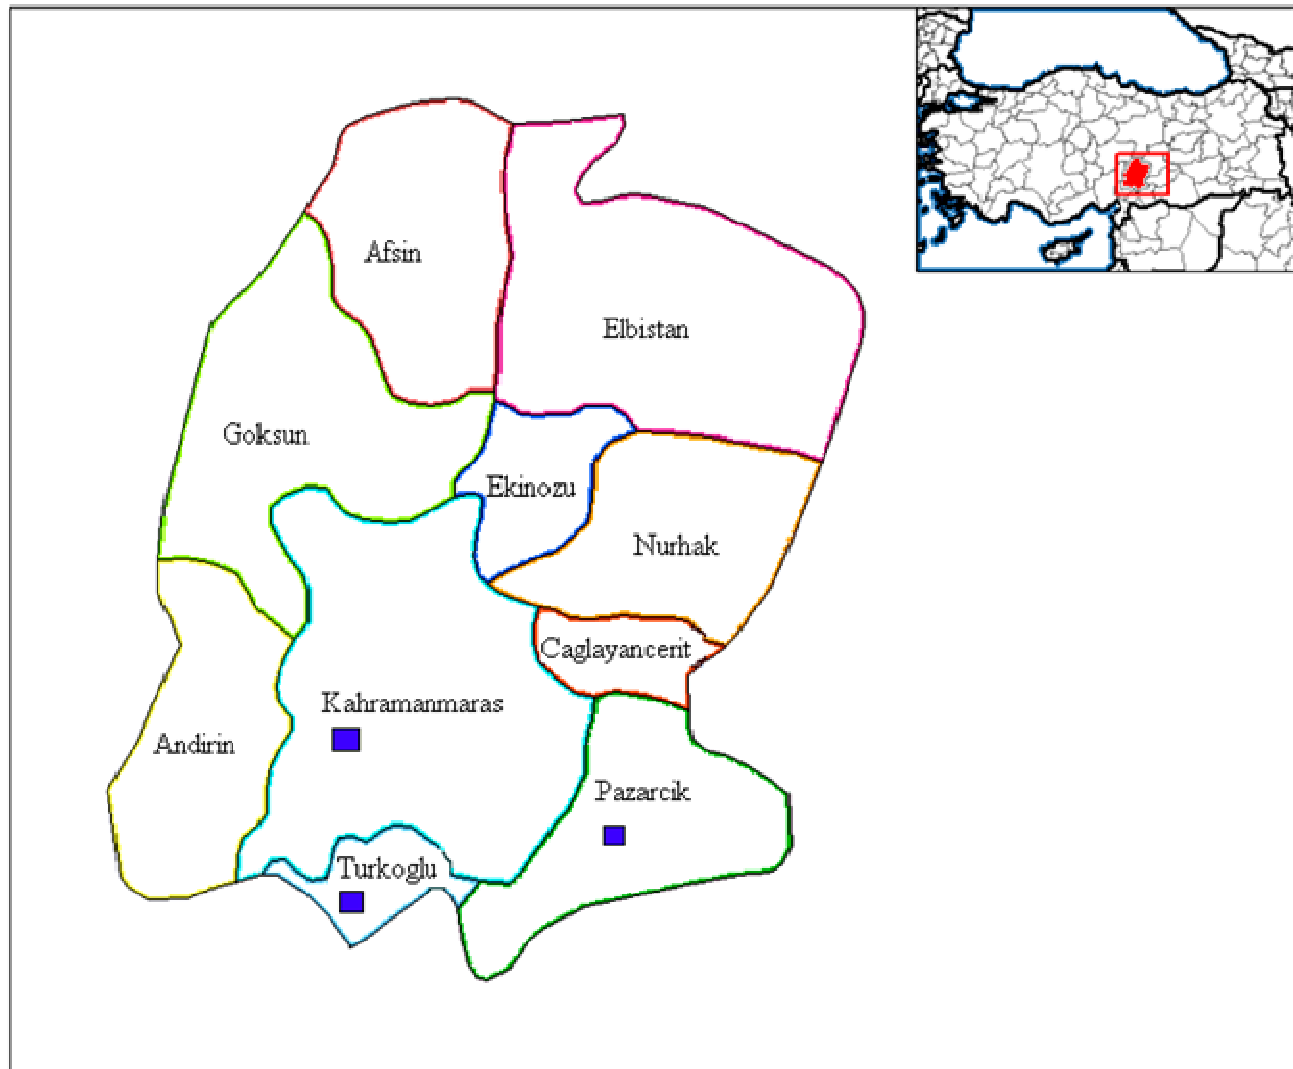 Afsin
Elbistan
Goksun
Ekinozu
Nurhak
Caglayancerit
Kahramanmaras
Andirin
Pazarcik
Turkoglu